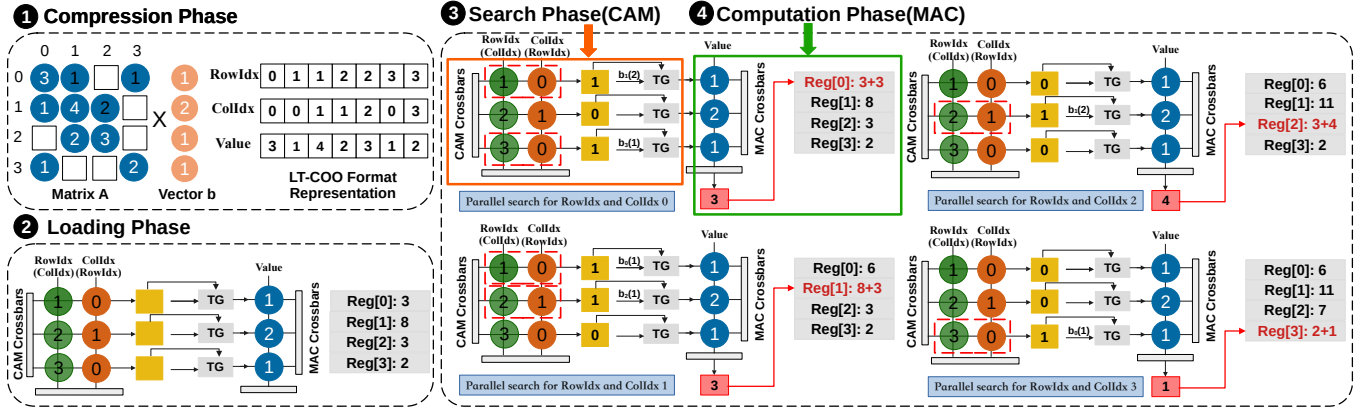 1 Compression Phase
0 1 2 3
0 3 1 1
1 1 4 2
2 2 3
3 1 2
Matrix A
X
1
2
1
1
Vector b
RowIdx 0 1 1 2 2 3 3
ColIdx 0 0 1 1 2 0 3
Value 3 1 4 2 3 1 2
LT-COO Format
Representation
2 Loading Phase
RowIdx ColIdx
(ColIdx) (RowIdx)
Value
CAM Crossbars
1 0 TG 1
2 1 TG 2
3 0 TG 1
MAC Crossbars
Reg[0]: 3
Reg[1]: 8
Reg[2]: 3
Reg[3]: 2
3 Search Phase(CAM)
4 Computation Phase(MAC)
RowIdx ColIdx
(ColIdx) (RowIdx)
Value
CAM Crossbars
1 0 1 b₁(2) TG 1
2 1 0 TG 2
3 0 1 b₃(1) TG 1
MAC Crossbars
3
Reg[0]: 3+3
Reg[1]: 8
Reg[2]: 3
Reg[3]: 2
Parallel search for RowIdx and ColIdx 0
RowIdx ColIdx
(ColIdx) (RowIdx)
Value
CAM Crossbars
1 0 0 TG 1
2 1 1 b₁(2) TG 2
3 0 0 TG 1
MAC Crossbars
4
Reg[0]: 6
Reg[1]: 11
Reg[2]: 3+4
Reg[3]: 2
Parallel search for RowIdx and ColIdx 2
RowIdx ColIdx
(ColIdx) (RowIdx)
Value
CAM Crossbars
1 0 1 b₀(1) TG 1
2 1 1 b₂(1) TG 2
3 0 0 TG 1
MAC Crossbars
3
Reg[0]: 6
Reg[1]: 8+3
Reg[2]: 3
Reg[3]: 2
Parallel search for RowIdx and ColIdx 1
RowIdx ColIdx
(ColIdx) (RowIdx)
Value
CAM Crossbars
1 0 0 TG 1
2 1 0 TG 2
3 0 1 b₀(1) TG 1
MAC Crossbars
1
Reg[0]: 6
Reg[1]: 11
Reg[2]: 7
Reg[3]: 2+1
Parallel search for RowIdx and ColIdx 3